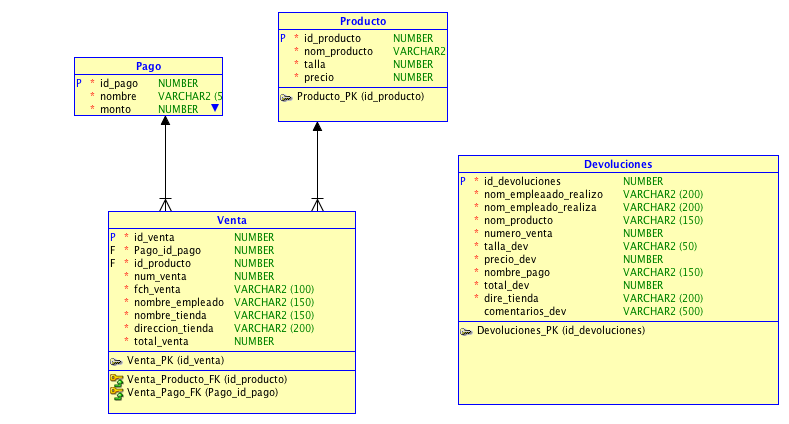 Producto
P * id_producto NUMBER
* nom_producto VARCHAR2
* talla NUMBER
* precio NUMBER
Producto_PK (id_producto)
Pago
P * id_pago NUMBER
* nombre VARCHAR2 (5
* monto NUMBER
Venta
P * id_venta NUMBER
F * Pago_id_pago NUMBER
F * id_producto NUMBER
* num_venta NUMBER
* fch_venta VARCHAR2 (100)
* nombre_empleado VARCHAR2 (150)
* nombre_tienda VARCHAR2 (150)
* direccion_tienda VARCHAR2 (200)
* total_venta NUMBER
Venta_PK (id_venta)
Venta_Producto_FK (id_producto)
Venta_Pago_FK (Pago_id_pago)
Devoluciones
P * id_devoluciones NUMBER
* nom_empleaado_realizo VARCHAR2 (200)
* nom_empleado_realiza VARCHAR2 (200)
* nom_producto VARCHAR2 (150)
* numero_venta NUMBER
* talla_dev VARCHAR2 (50)
* precio_dev NUMBER
* nombre_pago VARCHAR2 (150)
* total_dev NUMBER
* dire_tienda VARCHAR2 (200)
comentarios_dev VARCHAR2 (500)
Devoluciones_PK (id_devoluciones)